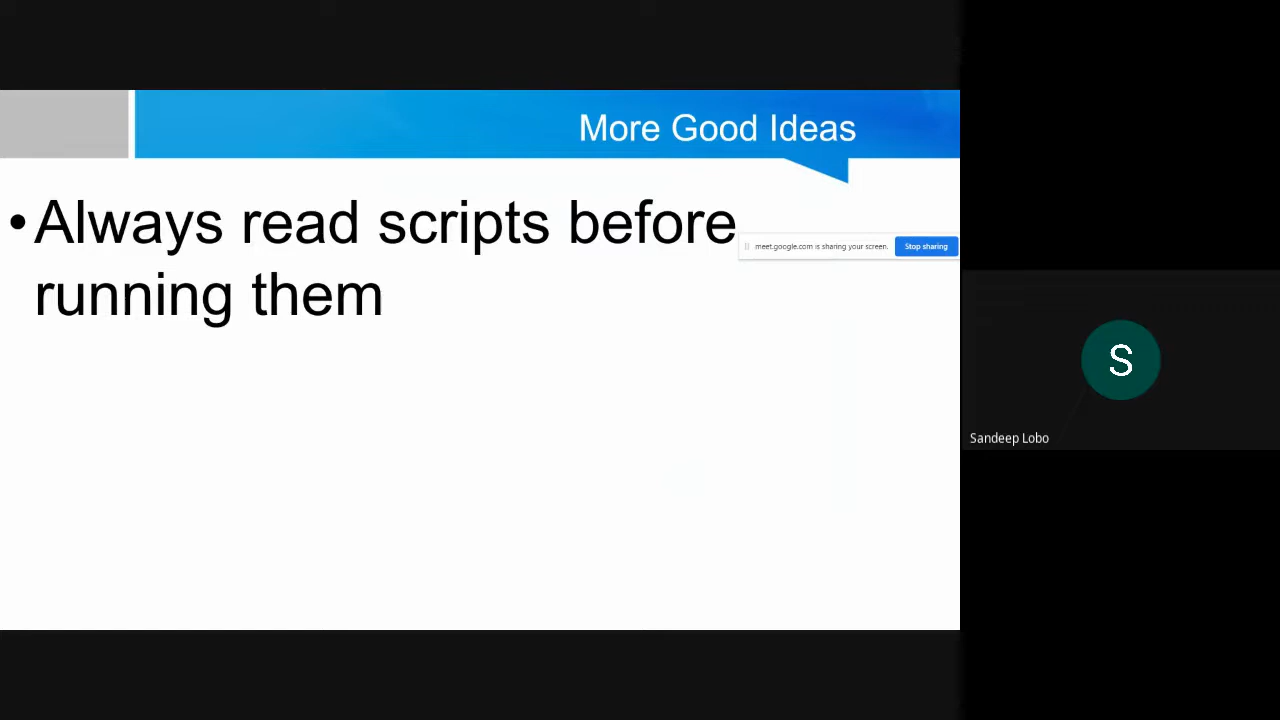 More Good Ideas
•Always read scripts before
running them
meet.google.com is sharing your screen. Stop sharing
S
Sandeep Lobo